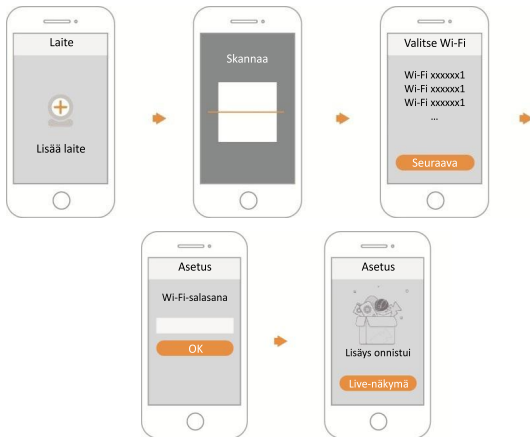 Laite
Lisää laite
Skannaa
Valitse Wi-Fi
Wi-Fi xxxxxx1
Wi-Fi xxxxxx1
Wi-Fi xxxxxx1
...
Seuraava
Asetus
Wi-Fi-salasana
OK
Asetus
Lisäys onnistui
Live-näkymä